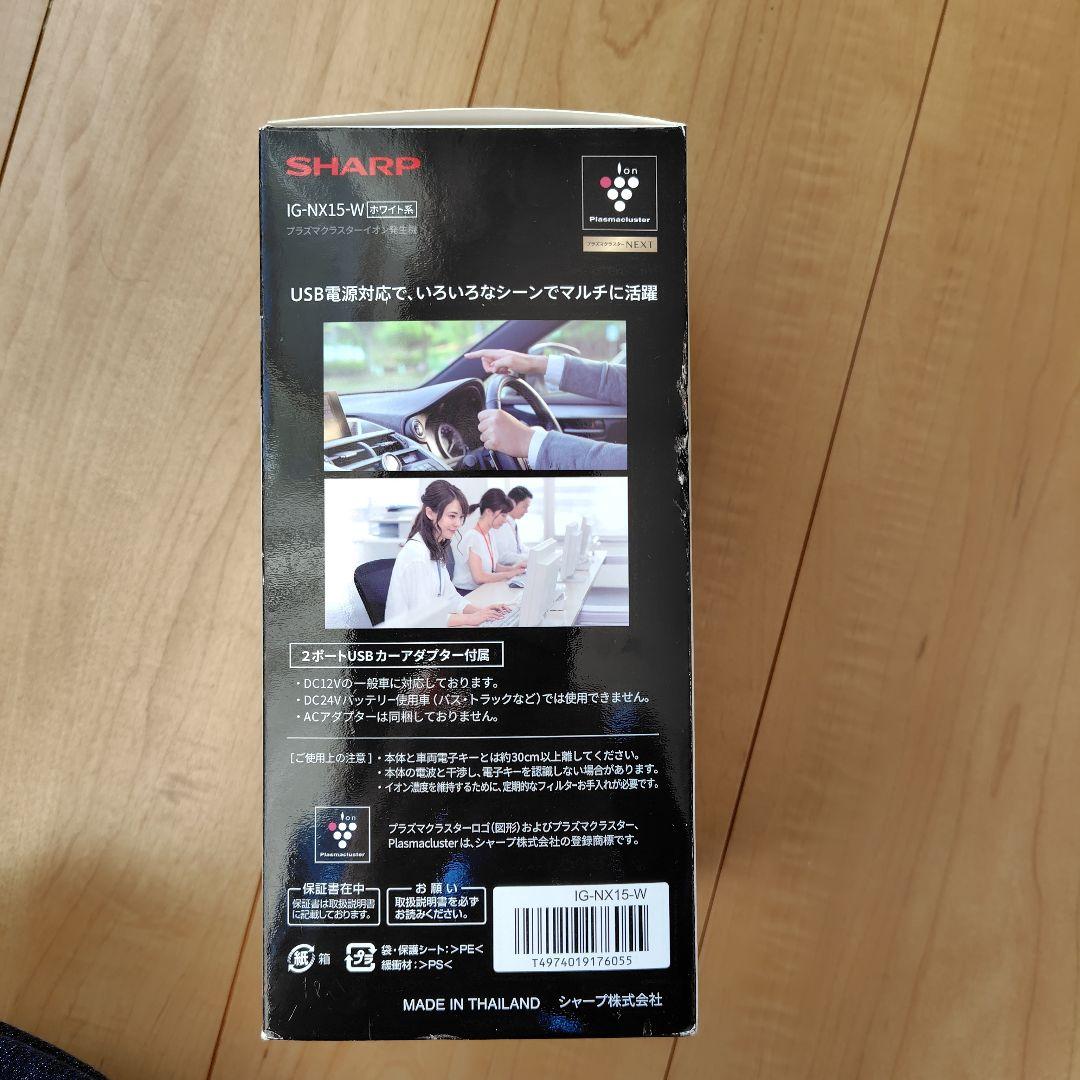 SHARP
IG-NX15-W ホワイト系
プラズマクラスターイオン発生機
ion
Plasmacluster
プラズマクラスター NEXT
USB電源対応で、いろいろなシーンでマルチに活躍
2ポートUSBカーアダプター付属
・DC12Vの一般車に対応しております。
・DC24Vバッテリー使用車(バス・トラックなど)では使用できません。
・ACアダプターは同梱しておりません。
[ご使用上の注意]・本体と車両電子キーとは約30cm以上離してください。
・本体の電波と干渉し、電子キーを認識しない場合があります。
・イオン濃度を維持するために、定期的なフィルターお手入れが必要です。
ion
Plasmacluster
プラズマクラスターロゴ(図形)およびプラズマクラスター、
Plasmaclusterは、シャープ株式会社の登録商標です。
保証書在中
保証書は取扱説明書
に記載しております。
お願い
取扱説明書を必ず
お読みください。
IG-NX15-W
T4974019176055
紙 箱
プラ 袋・保護シート:>PE<
緩衝材:>PS<
MADE IN THAILAND シャープ株式会社